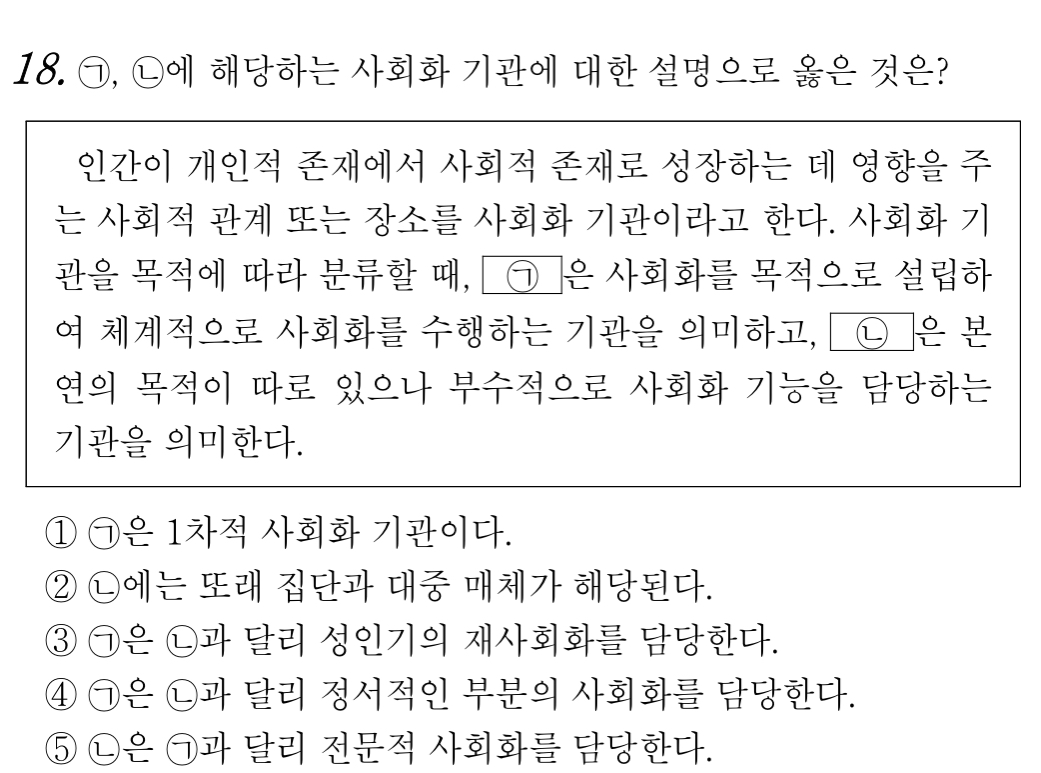 18. ㉠, ㉡에 해당하는 사회화 기관에 대한 설명으로 옳은 것은?
인간이 개인적 존재에서 사회적 존재로 성장하는 데 영향을 주
는 사회적 관계 또는 장소를 사회화 기관이라고 한다. 사회화 기
관을 목적에 따라 분류할 때, ㉠은 사회화를 목적으로 설립하
여 체계적으로 사회화를 수행하는 기관을 의미하고, ㉡은 본
연의 목적이 따로 있으나 부수적으로 사회화 기능을 담당하는
기관을 의미한다.
① ㉠은 1차적 사회화 기관이다.
② ㉡에는 또래 집단과 대중 매체가 해당된다.
③ ㉠은 ㉡과 달리 성인기의 재사회화를 담당한다.
④ ㉠은 ㉡과 달리 정서적인 부분의 사회화를 담당한다.
⑤ ㉡은 ㉠과 달리 전문적 사회화를 담당한다.